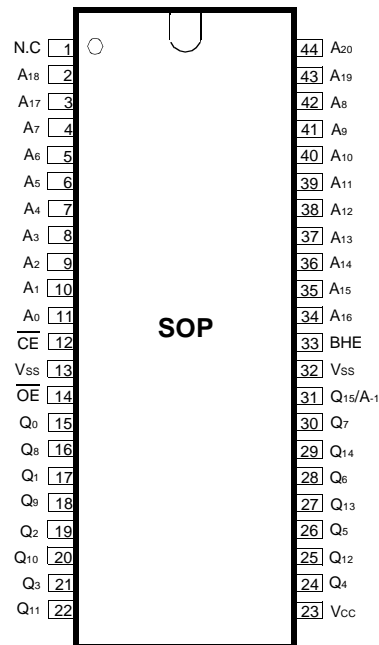 N.C 1 44 A20
A18 2 43 A19
A17 3 42 A8
A7 4 41 A9
A6 5 40 A10
A5 6 39 A11
A4 7 38 A12
A3 8 37 A13
A2 9 36 A14
A1 10 35 A15
A0 11 34 A16
SOP
CE 12 33 BHE
VSS 13 32 VSS
OE 14 31 Q15/A-1
Q0 15 30 Q7
Q8 16 29 Q14
Q1 17 28 Q6
Q9 18 27 Q13
Q2 19 26 Q5
Q10 20 25 Q12
Q3 21 24 Q4
Q11 22 23 VCC